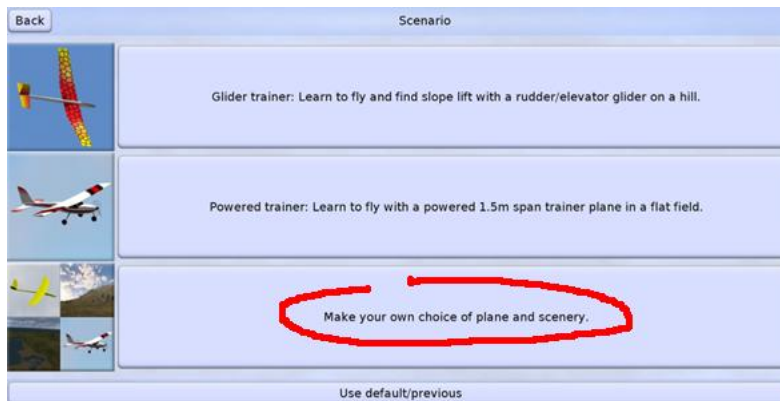 Back
Scenario
Glider trainer: Learn to fly and find slope lift with a rudder/elevator glider on a hill.
Powered trainer: Learn to fly with a powered 1.5m span trainer plane in a flat field.
Make your own choice of plane and scenery.
Use default/previous